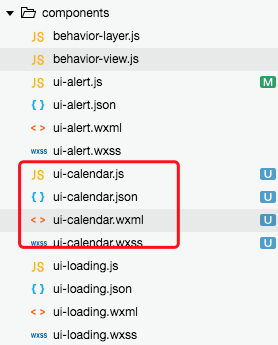 components
JS behavior-layer.js
JS behavior-view.js
JS ui-alert.js M
{ } ui-alert.json
< > ui-alert.wxml
wxss ui-alert.wxss
JS ui-calendar.js U
{ } ui-calendar.json U
< > ui-calendar.wxml U
wxss ui-calendar.wxss U
JS ui-loading.js
{ } ui-loading.json
< > ui-loading.wxml
wxss ui-loading.wxss